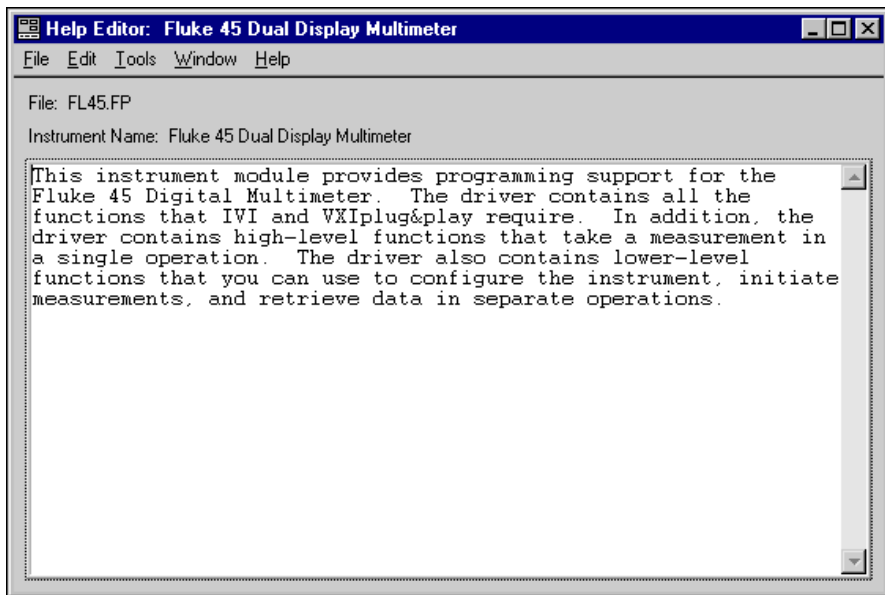 Help Editor: Fluke 45 Dual Display Multimeter
File Edit Tools Window Help
File: FL45.FP
Instrument Name: Fluke 45 Dual Display Multimeter
This instrument module provides programming support for the
Fluke 45 Digital Multimeter.  The driver contains all the
functions that IVI and VXIplug&play require.  In addition, the
driver contains high-level functions that take a measurement in
a single operation.  The driver also contains lower-level
functions that you can use to configure the instrument, initiate
measurements, and retrieve data in separate operations.